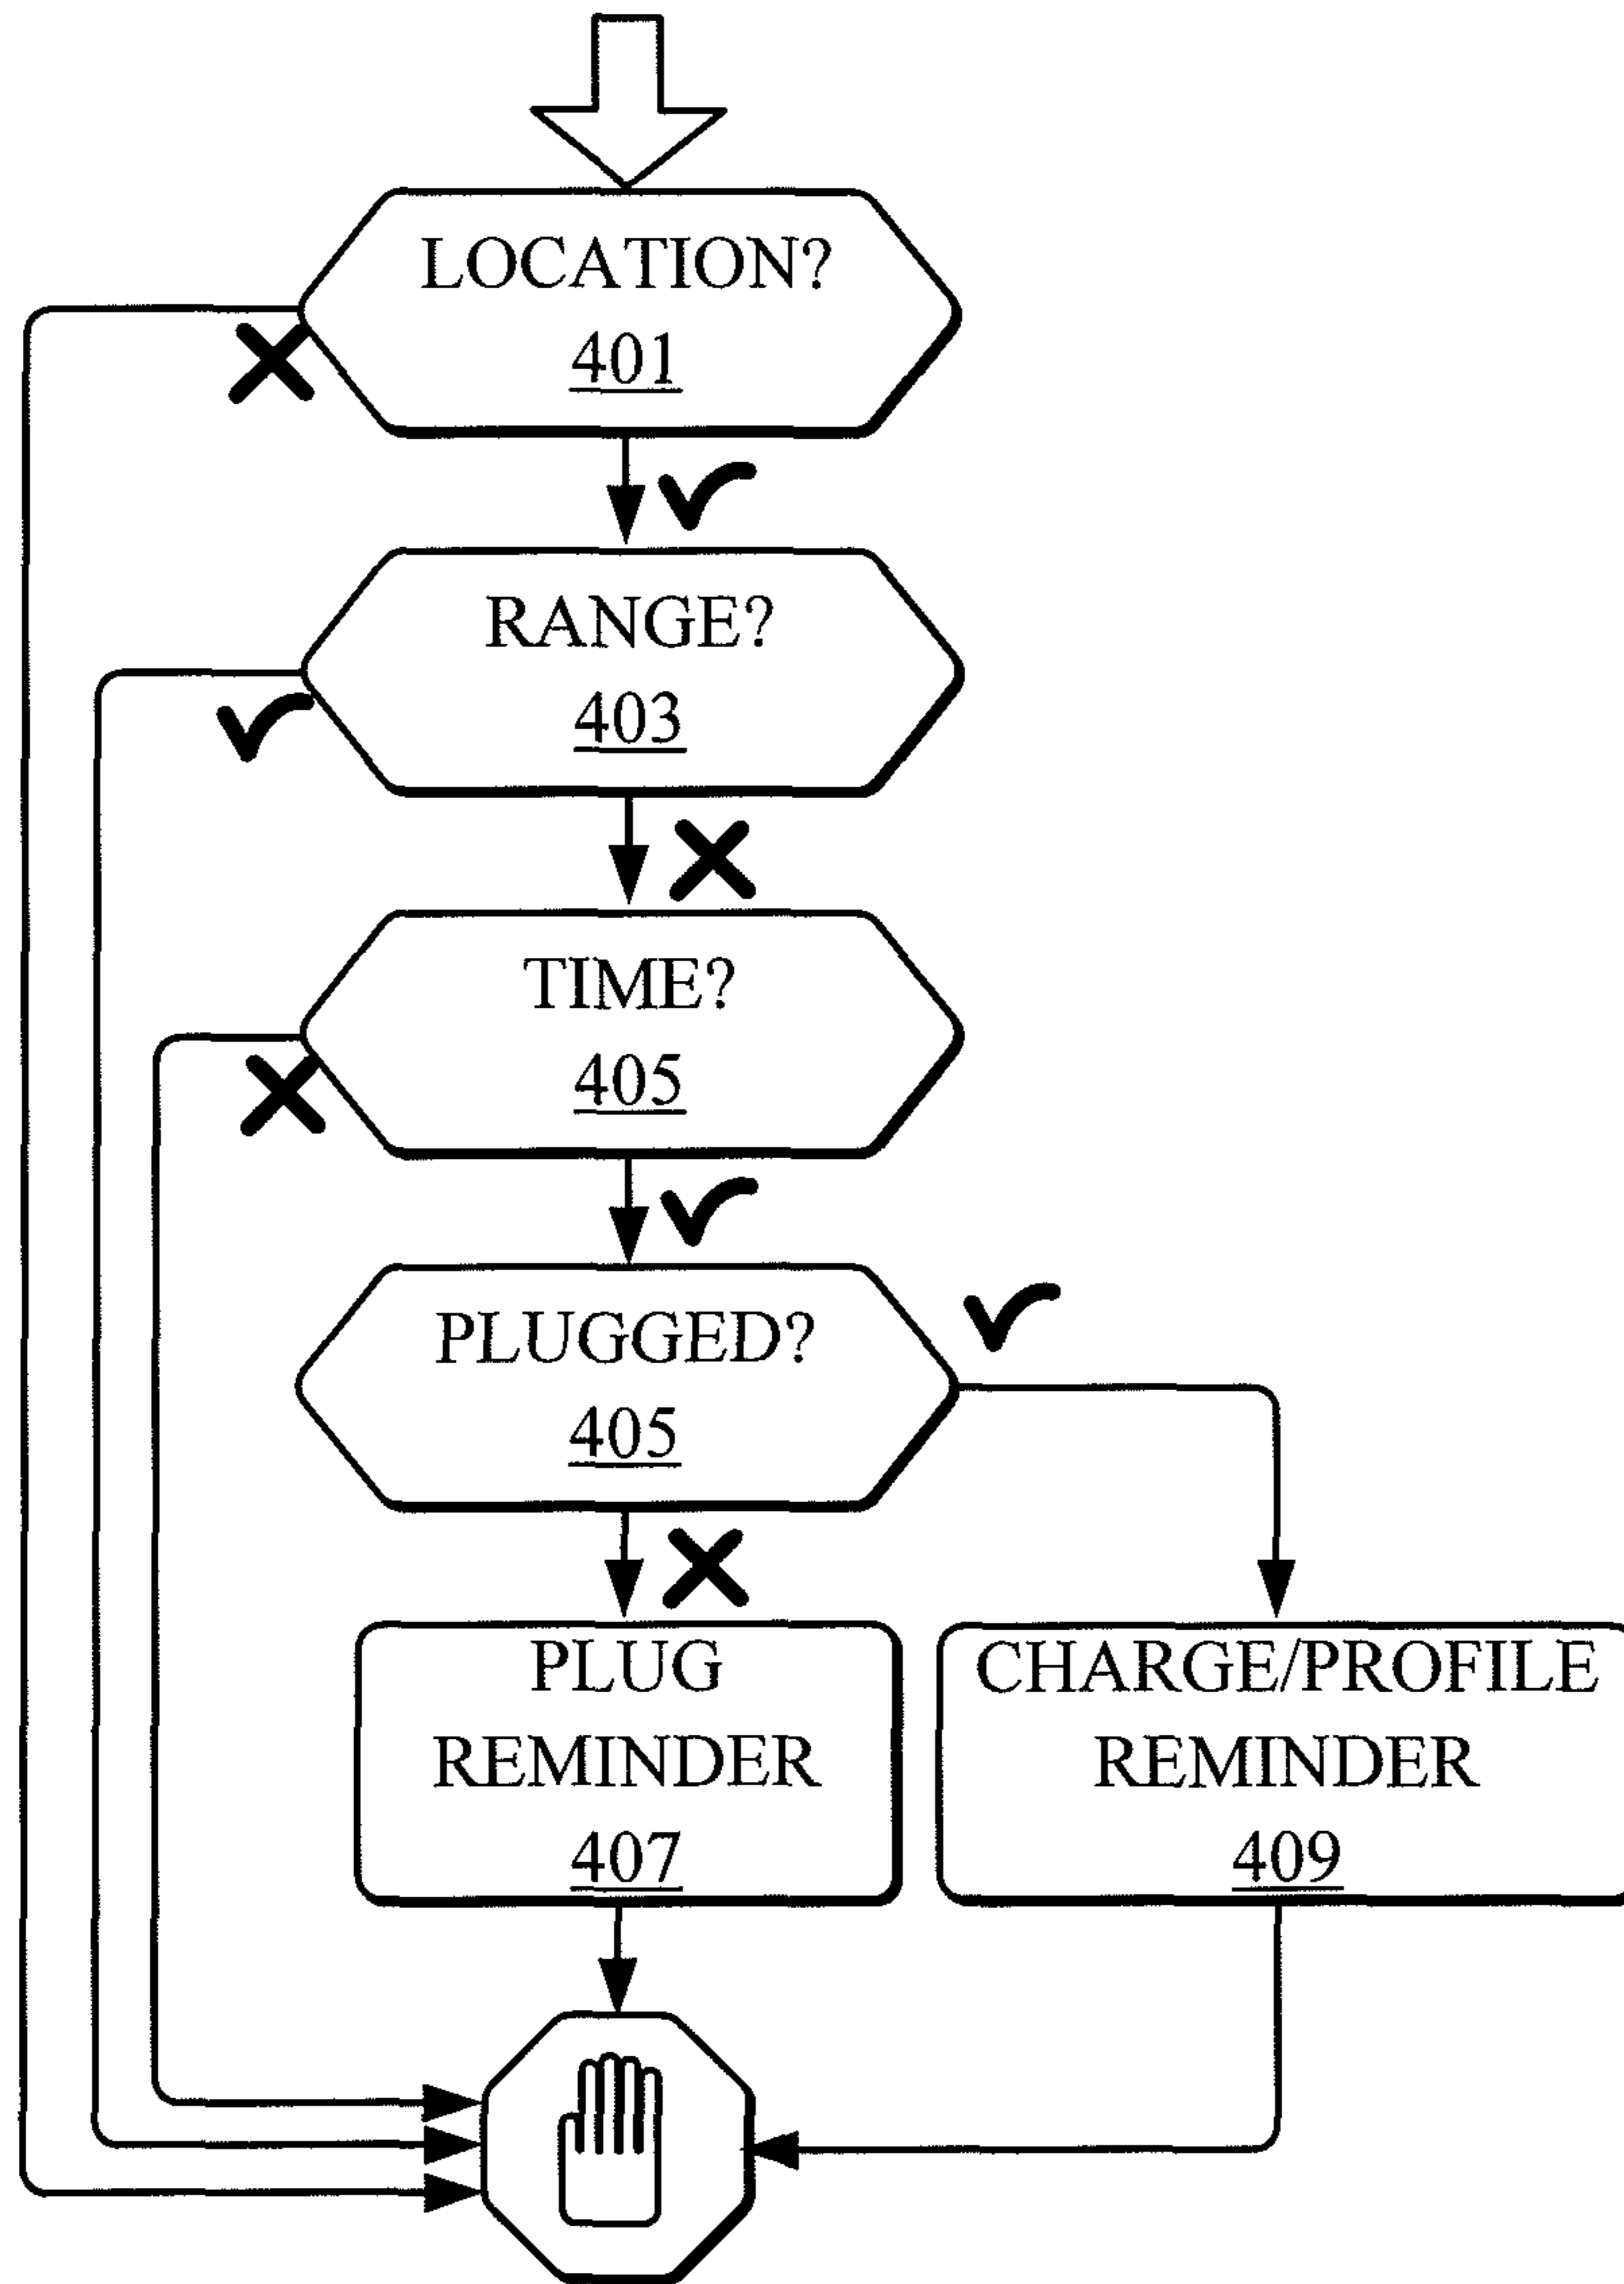 LOCATION?
401
RANGE?
403
TIME?
405
PLUGGED?
405
PLUG
REMINDER
407
CHARGE/PROFILE
REMINDER
409